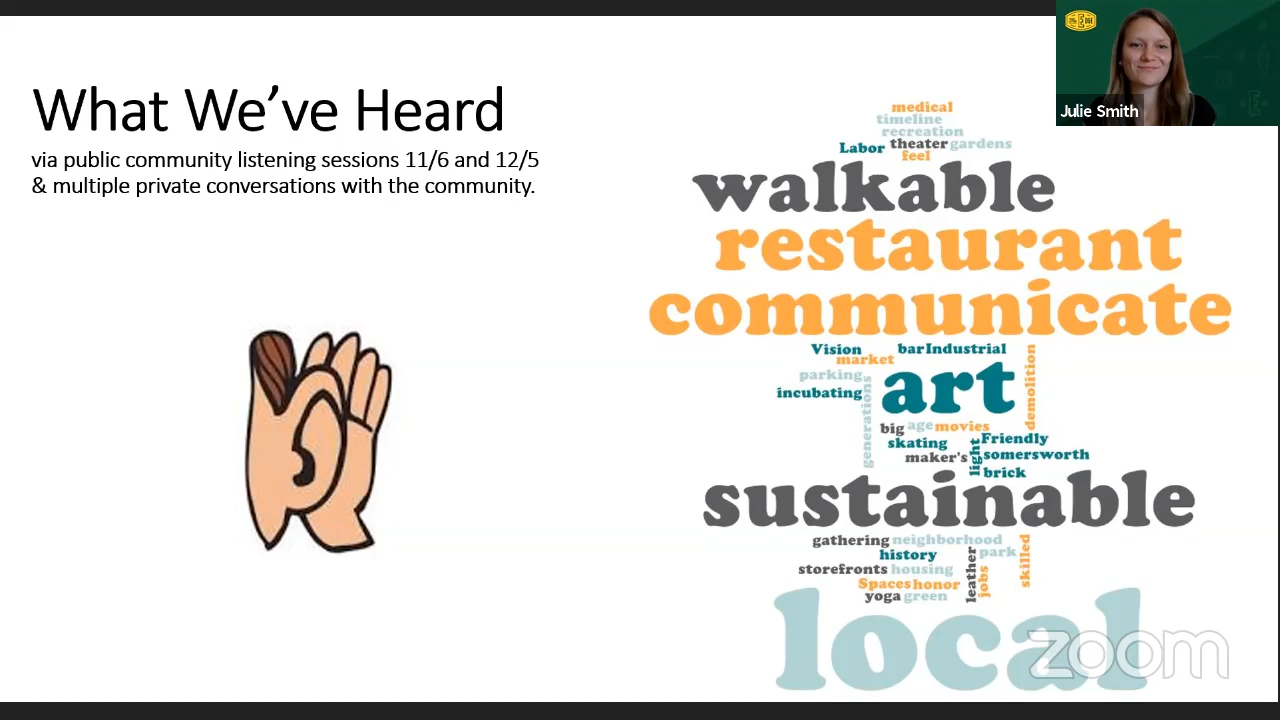 What We've Heard
via public community listening sessions 11/6 and 12/5
& multiple private conversations with the community.
Julie Smith
medical
timeline
recreation
Labor theater gardens
feel
walkable
restaurant
communicate
Vision bar Industrial
market
parking
incubating
generations
art
demolition
big age movies
skating
maker's
light
Friendly
somersworth
brick
sustainable
gathering neighborhood
history
park
storefronts housing
Spaces honor
yoga green
leather
jobs
skilled
local
zoom